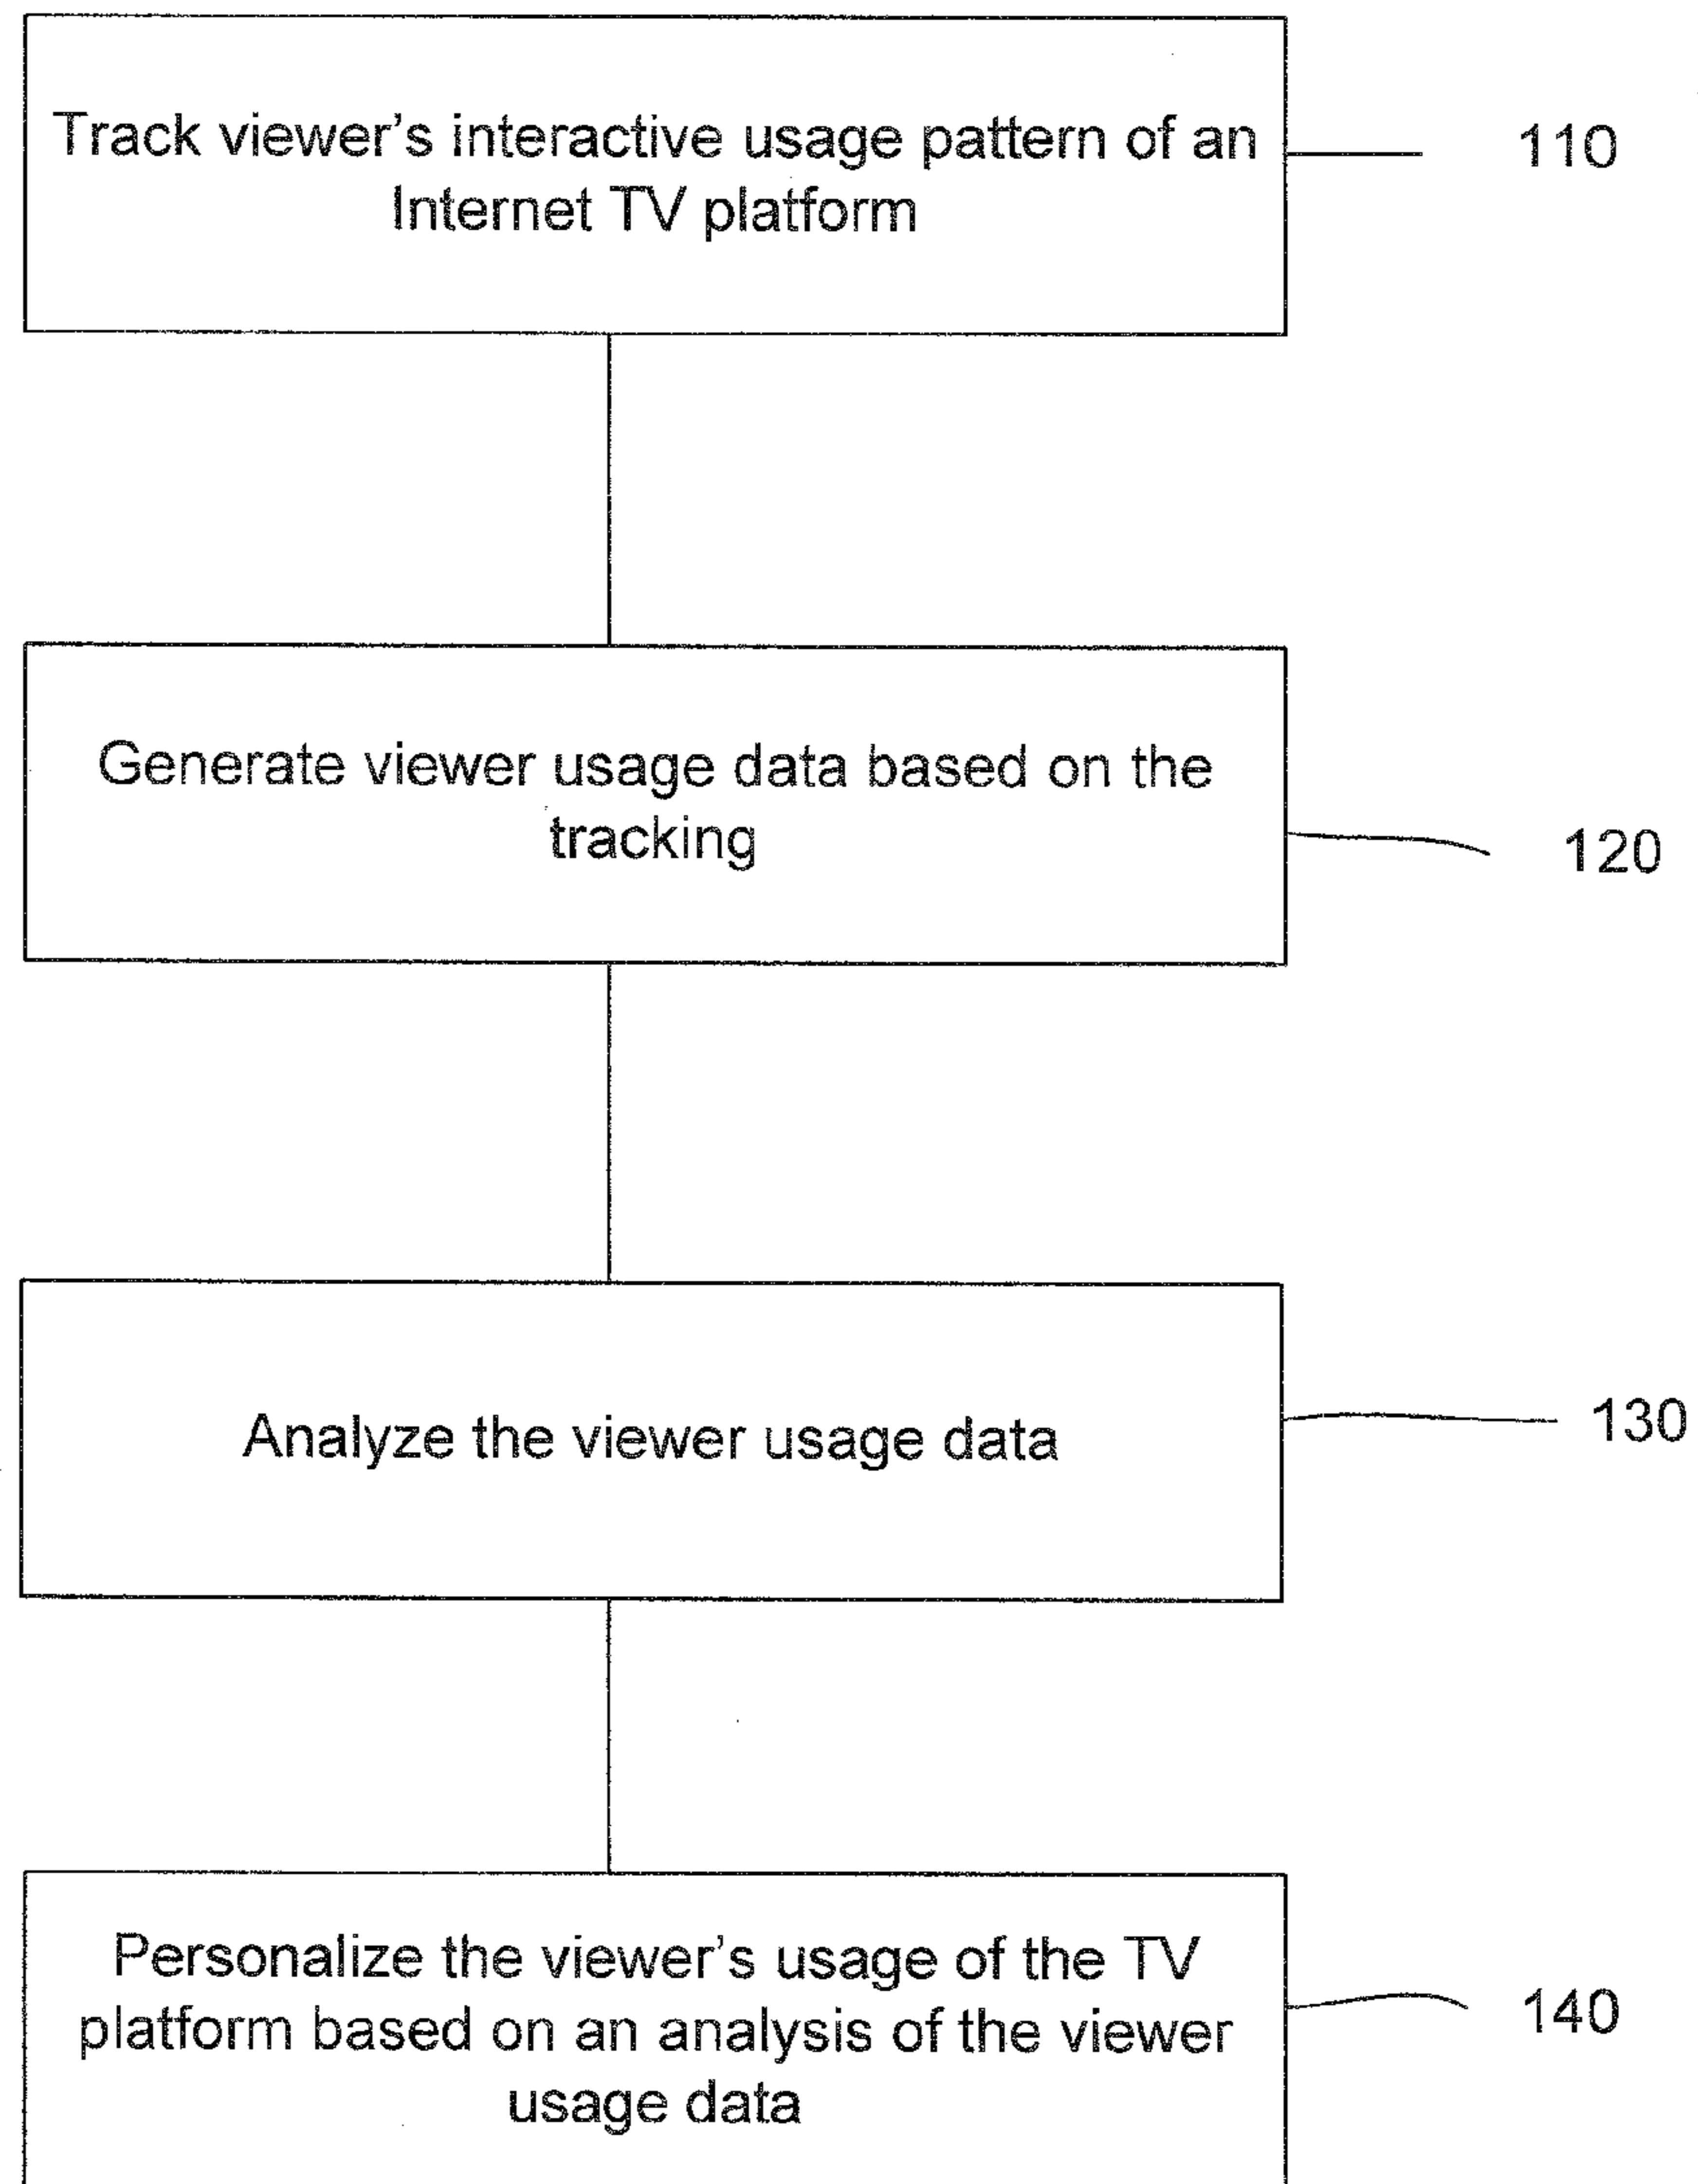 Track viewer's interactive usage pattern of an
Internet TV platform
110
Generate viewer usage data based on the
tracking
120
Analyze the viewer usage data
130
Personalize the viewer's usage of the TV
platform based on an analysis of the viewer
usage data
140